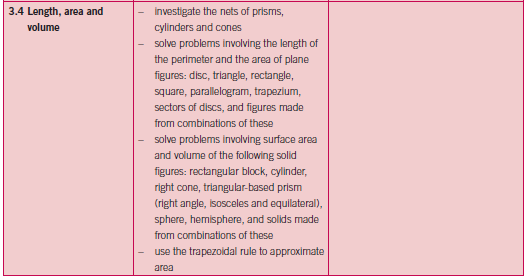 3.4 Length, area and
volume
– investigate the nets of prisms,
cylinders and cones
– solve problems involving the length of
the perimeter and the area of plane
figures: disc, triangle, rectangle,
square, parallelogram, trapezium,
sectors of discs, and figures made
from combinations of these
– solve problems involving surface area
and volume of the following solid
figures: rectangular block, cylinder,
right cone, triangular-based prism
(right angle, isosceles and equilateral),
sphere, hemisphere, and solids made
from combinations of these
– use the trapezoidal rule to approximate
area